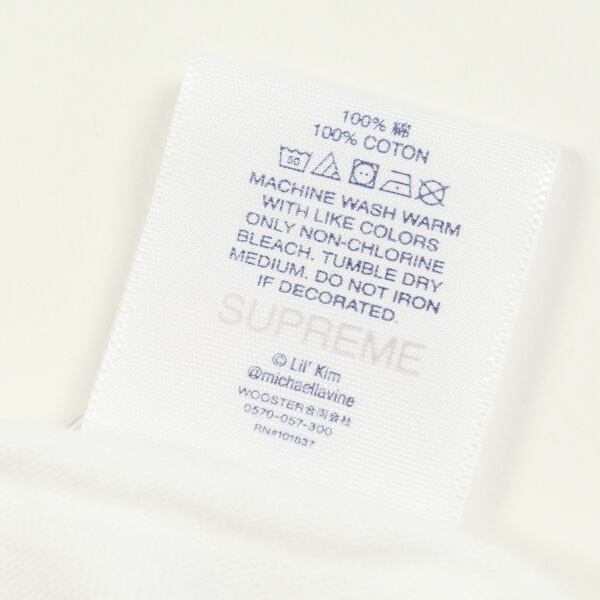 100% 綿
100% COTON
50
MACHINE WASH WARM
WITH LIKE COLORS
ONLY NON-CHLORINE
BLEACH. TUMBLE DRY
MEDIUM. DO NOT IRON
IF DECORATED.
SUPREME
© Lil' Kim
@michaellavine
WOOSTER合同会社
0570-057-300
RN#101837